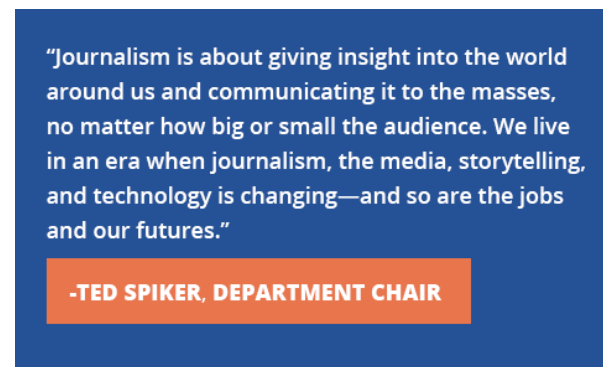 “Journalism is about giving insight into the world
around us and communicating it to the masses,
no matter how big or small the audience. We live
in an era when journalism, the media, storytelling,
and technology is changing—and so are the jobs
and our futures.”
-TED SPIKER, DEPARTMENT CHAIR